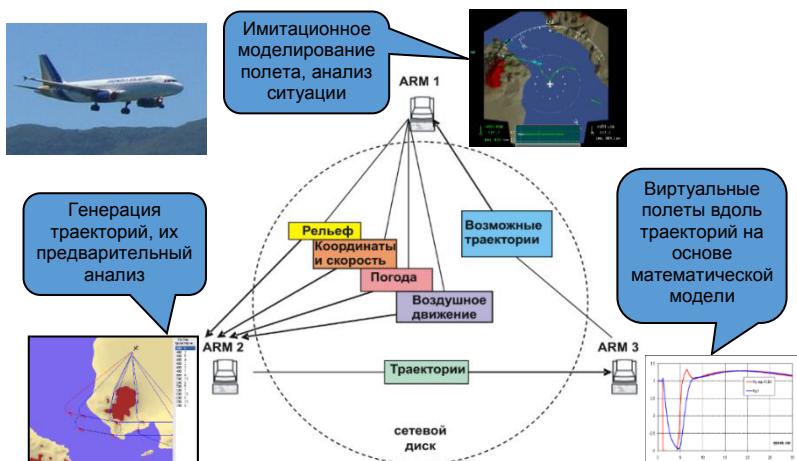 Имитационное
моделирование
полета, анализ
ситуации
ARM 1
Генерация
траекторий, их
предварительный
анализ
Рельеф
Координаты
и скорость
Погода
Воздушное
движение
Возможные
траектории
Виртуальные
полеты вдоль
траекторий на
основе
математической
модели
ARM 2
Траектории
ARM 3
сетевой
диск